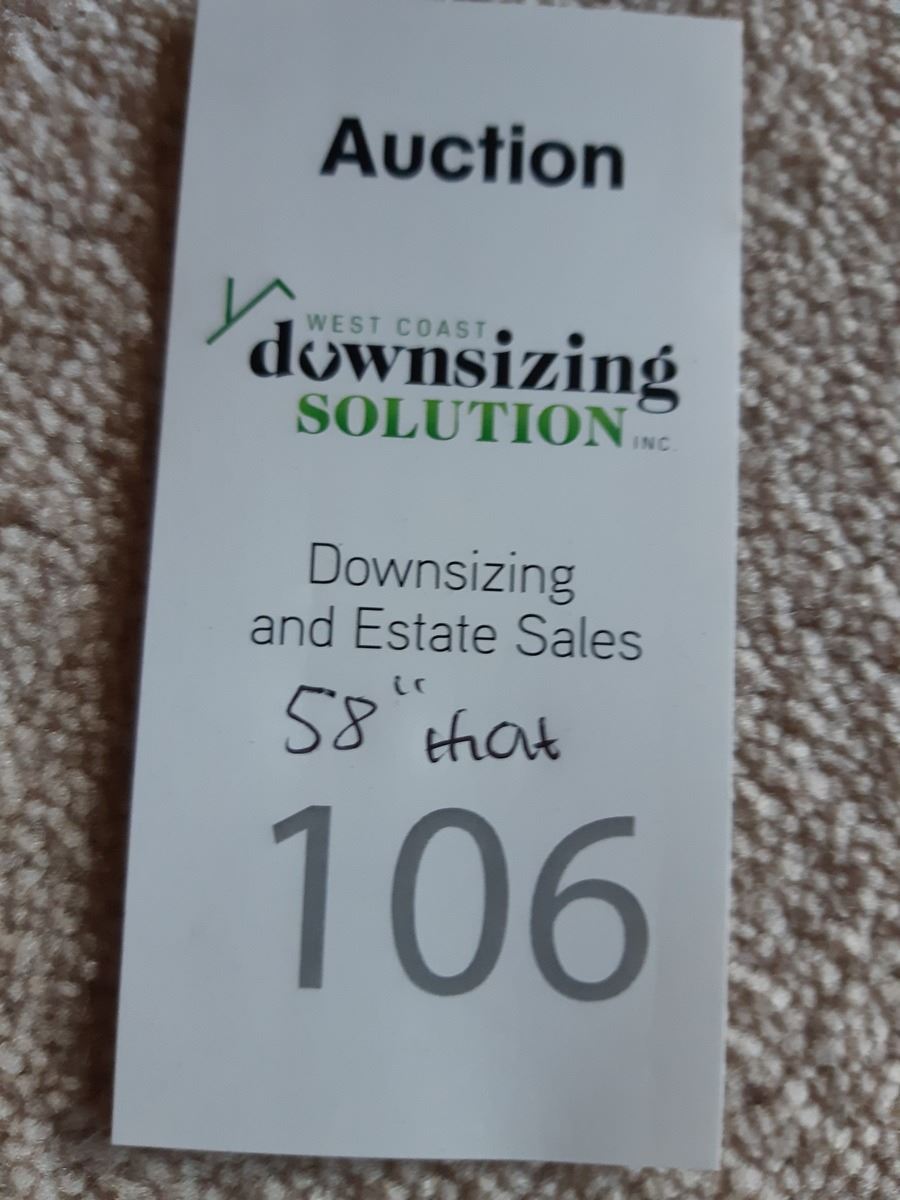 Auction
WEST COAST
downsizing
SOLUTION INC.
Downsizing
and Estate Sales
58" that
106